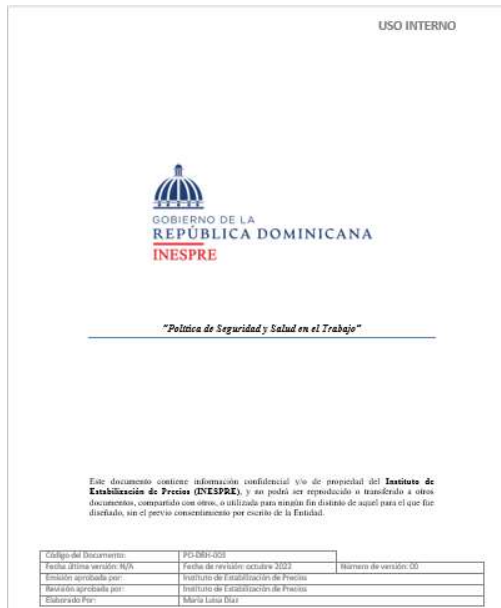 USO INTERNO
GOBIERNO DE LA
REPÚBLICA DOMINICANA
INESPRE
"Política de Seguridad y Salud en el Trabajo"
Este documento contiene información confidencial y/o de propiedad del Instituto de
Estabilización de Precios (INESPRE), y no podrá ser reproducido o transferido a otros
documentos, compartido con otros, o utilizada para ningún fin distinto de aquel para el que fue
diseñado, sin el previo consentimiento por escrito de la Entidad.
Código del Documento: PO-DRH-003
Fecha última versión: N/A Fecha de revisión: octubre 2022 Número de versión: 00
Emisión aprobada por: Instituto de Estabilización de Precios
Revisión aprobada por: Instituto de Estabilización de Precios
Elaborado Por: María Luisa Díaz